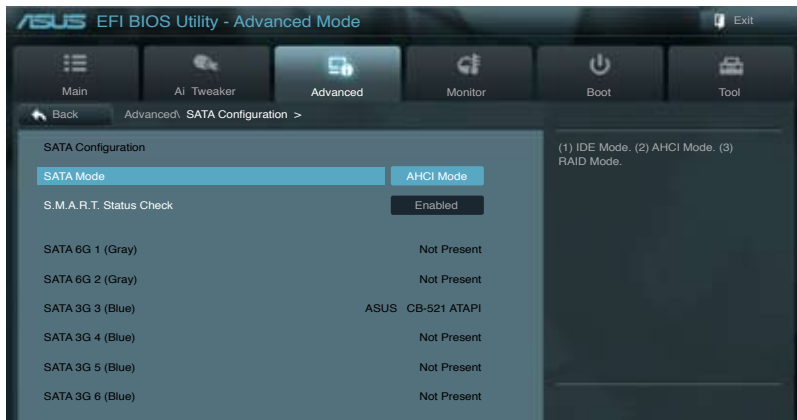 ASUS EFI BIOS Utility - Advanced Mode
Exit
Main
Ai Tweaker
Advanced
Monitor
Boot
Tool
Back
Advanced\ SATA Configuration >
SATA Configuration
SATA Mode AHCI Mode
S.M.A.R.T. Status Check Enabled
SATA 6G 1 (Gray) Not Present
SATA 6G 2 (Gray) Not Present
SATA 3G 3 (Blue) ASUS CB-521 ATAPI
SATA 3G 4 (Blue) Not Present
SATA 3G 5 (Blue) Not Present
SATA 3G 6 (Blue) Not Present
(1) IDE Mode. (2) AHCI Mode. (3)
RAID Mode.